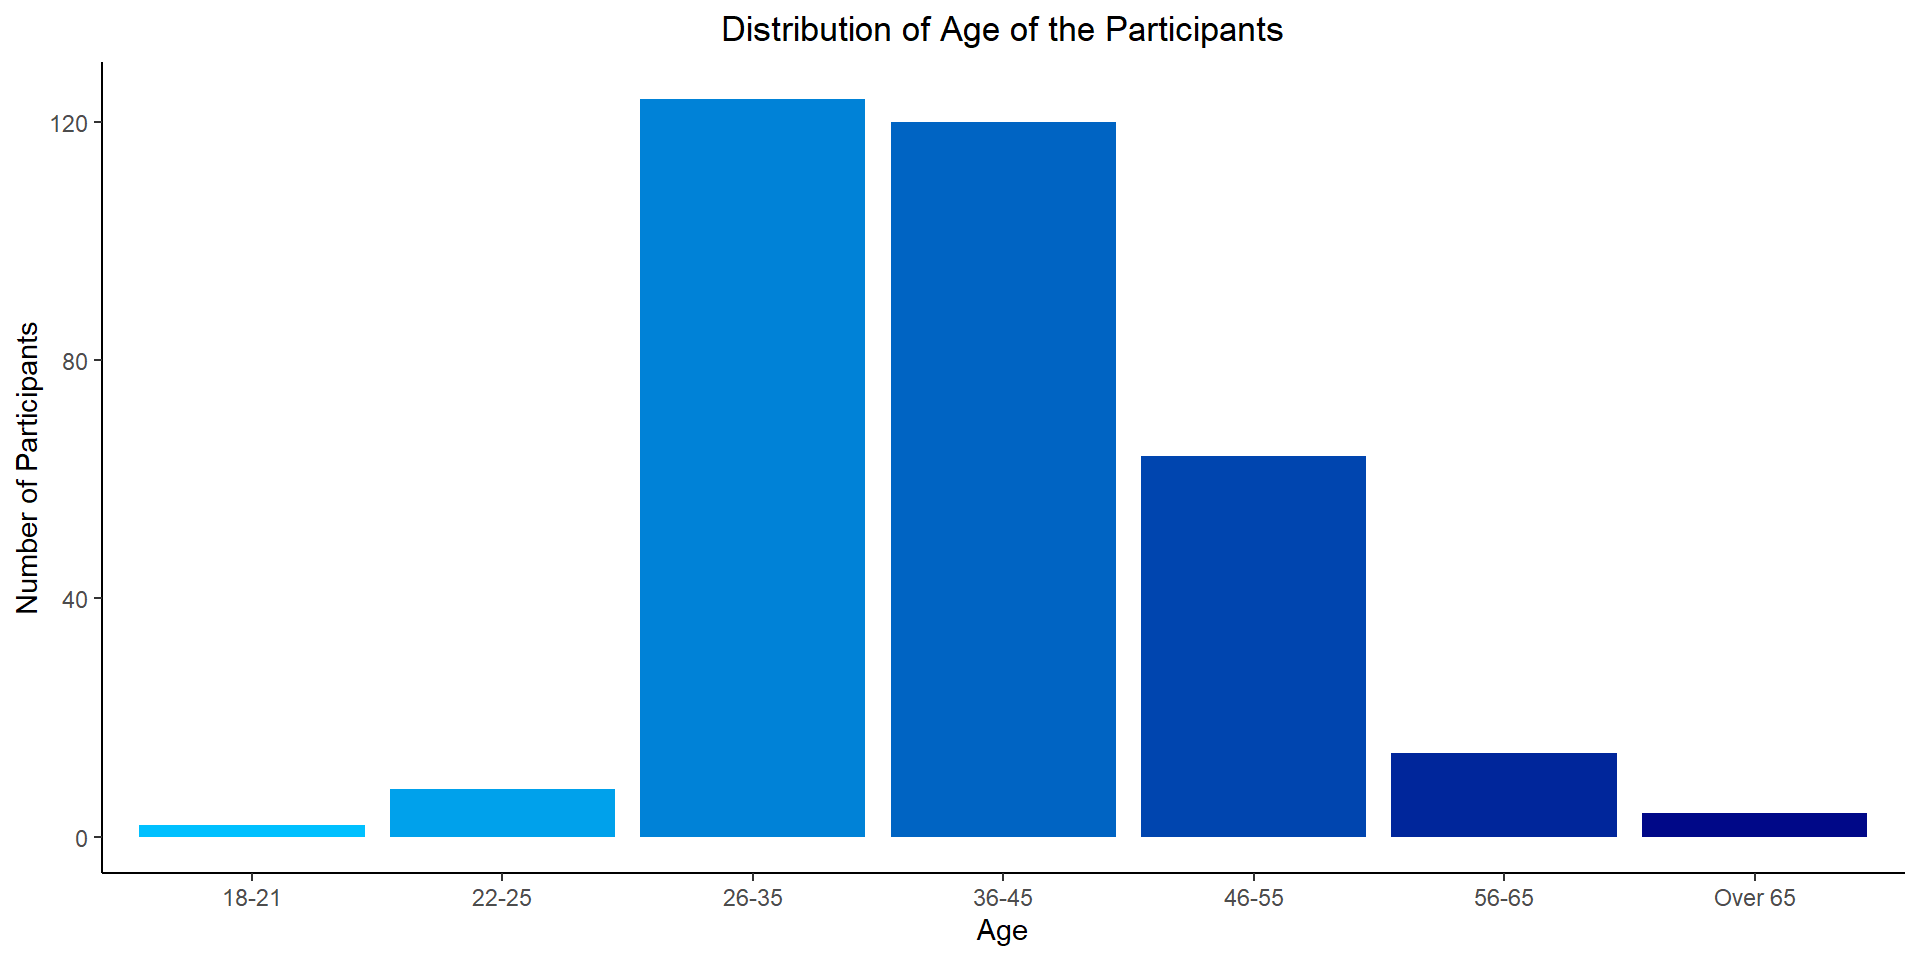 Distribution of Age of the Participants
Number of Participants
120
80
40
0
18-21 22-25 26-35 36-45 46-55 56-65 Over 65
Age